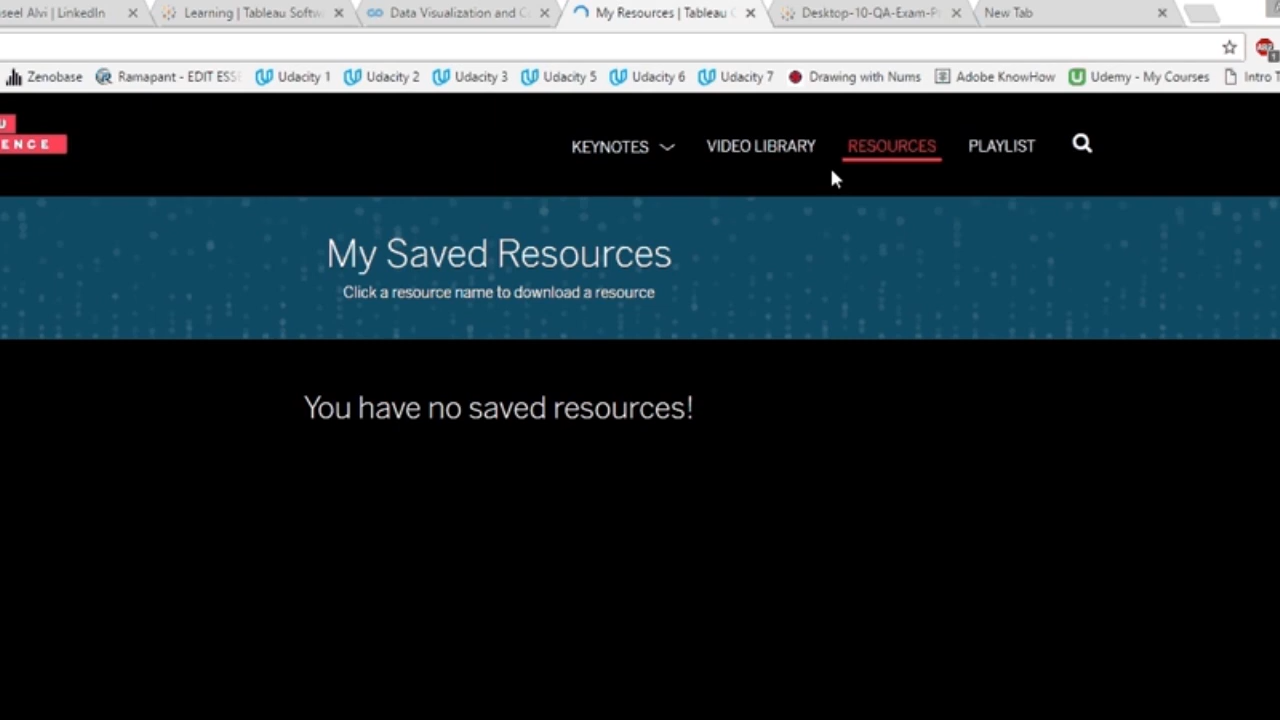 seel Alvi | LinkedIn Learning | Tableau Softw Data Visualization and C My Resources | Tableau C Desktop-10-QA-Exam-P New Tab
Zenobase Ramapant - EDIT ESSE Udacity 1 Udacity 2 Udacity 3 Udacity 5 Udacity 6 Udacity 7 Drawing with Nums Adobe KnowHow Udemy - My Courses Intro T
U
ENCE
KEYNOTES VIDEO LIBRARY RESOURCES PLAYLIST
My Saved Resources
Click a resource name to download a resource
You have no saved resources!